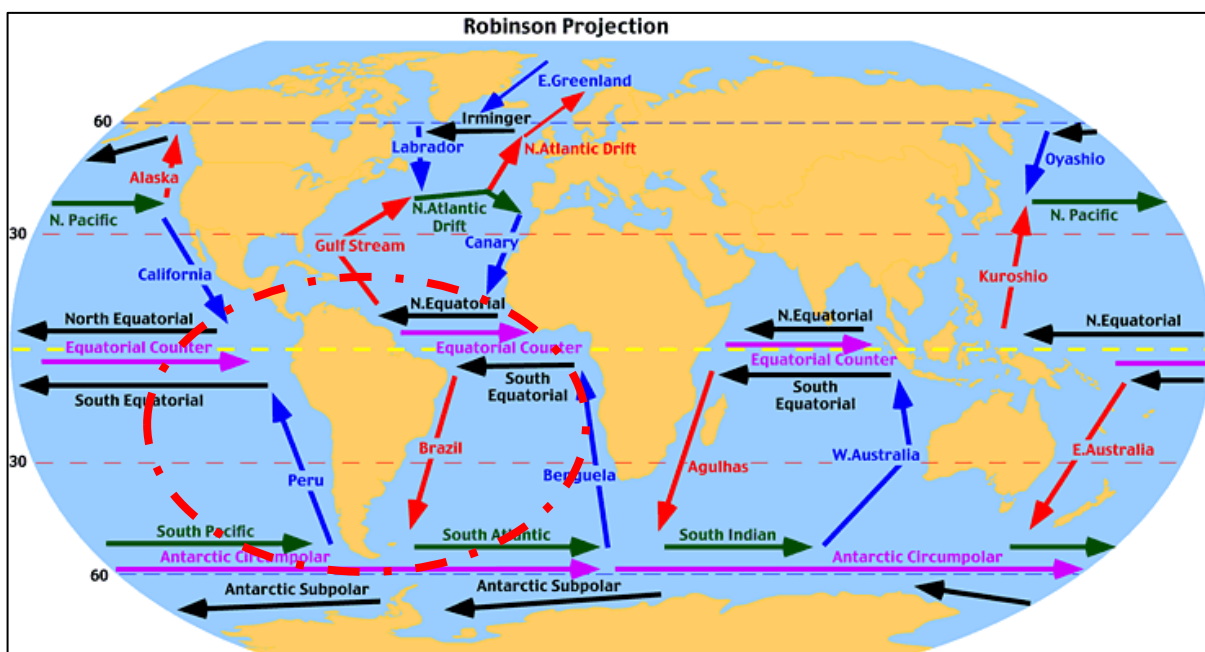 Robinson Projection
E.Greenland
60
Irminger
Labrador
N.Atlantic Drift
Oyashio
Alaska
N. Pacific
N.Atlantic
Drift
N. Pacific
30
Gulf Stream
Canary
California
Kuroshio
N.Equatorial
North Equatorial
N.Equatorial
N.Equatorial
Equatorial Counter
Equatorial Counter
Equatorial Counter
South Equatorial
South
Equatorial
South
Equatorial
Brazil
30
Peru
Benguela
Agulhas
W.Australia
E.Australia
South Pacific
South Atlantic
South Indian
Antarctic Circumpolar
Antarctic Circumpolar
60
Antarctic Subpolar
Antarctic Subpolar